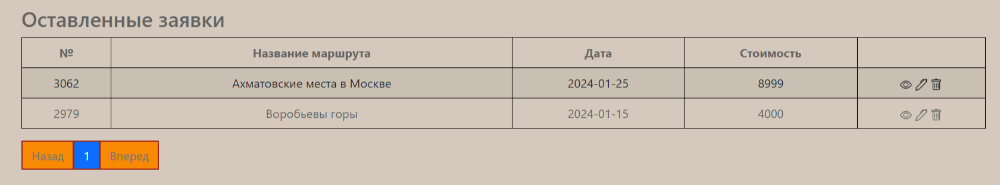 Оставленные заявки
№ Название маршрута Дата Стоимость
3062 Ахматовские места в Москве 2024-01-25 8999
2979 Воробьевы горы 2024-01-15 4000
Назад 1 Вперед